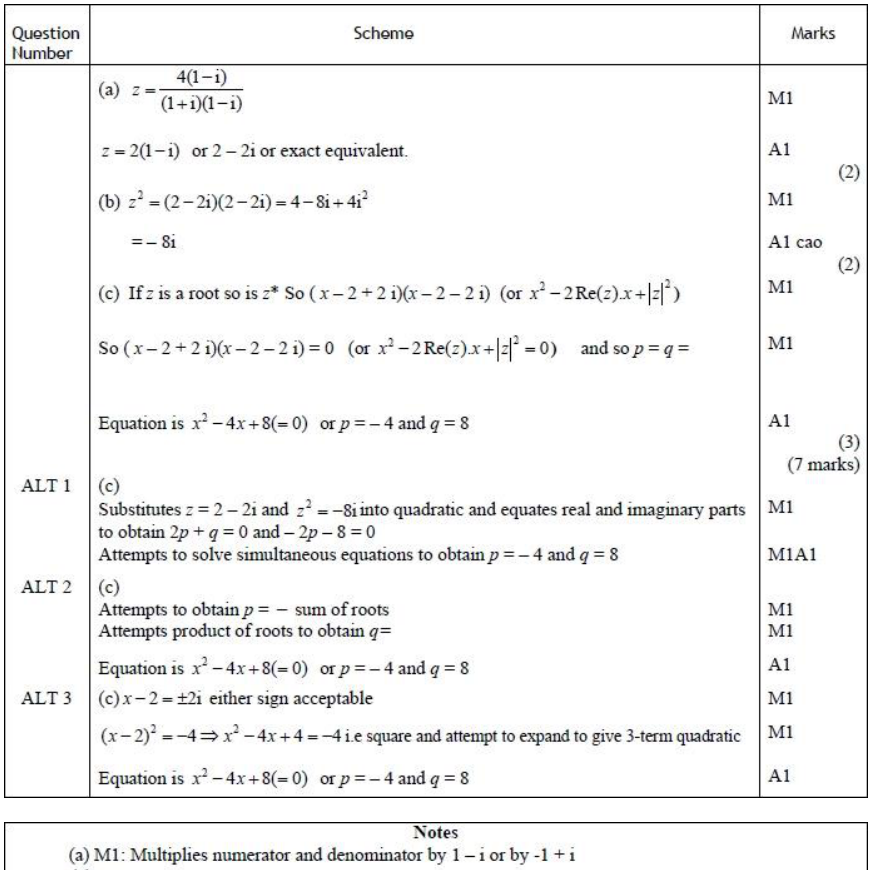 Question Number Scheme Marks
(a) z = 4(1−i) / (1+i)(1−i) M1
z = 2(1−i) or 2 – 2i or exact equivalent. A1
(2)
(b) z² = (2−2i)(2−2i) = 4−8i+4i² M1
= – 8i A1 cao
(2)
(c) If z is a root so is z* So (x−2+2i)(x−2−2i) (or x²−2Re(z).x+|z|²) M1
So (x−2+2i)(x−2−2i)=0 (or x²−2Re(z).x+|z|²=0) and so p = q = M1
Equation is x²−4x+8(=0) or p = – 4 and q = 8 A1
(3)
(7 marks)
ALT 1 (c)
Substitutes z = 2 – 2i and z² = −8i into quadratic and equates real and imaginary parts M1
to obtain 2p + q = 0 and – 2p – 8 = 0
Attempts to solve simultaneous equations to obtain p = – 4 and q = 8 M1A1
ALT 2 (c)
Attempts to obtain p = − sum of roots M1
Attempts product of roots to obtain q= M1
Equation is x²−4x+8(=0) or p = – 4 and q = 8 A1
ALT 3 (c) x – 2 = ±2i either sign acceptable M1
(x−2)² = −4 ⇒ x²−4x+4 = −4 i.e square and attempt to expand to give 3-term quadratic M1
Equation is x²−4x+8(=0) or p = – 4 and q = 8 A1
Notes
(a) M1: Multiplies numerator and denominator by 1 – i or by -1 + i